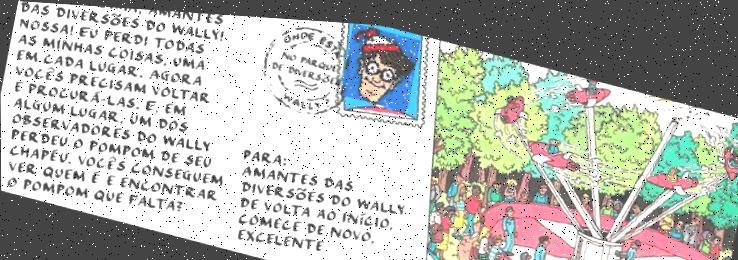 AMANTES
DAS DIVERSÕES DO WALLY!
NOSSA! EU PERDI TODAS
AS MINHAS COISAS, UMA
EM CADA LUGAR. AGORA
VOCÊS PRECISAM VOLTAR
E PROCURÁ-LAS. E, EM
ALGUM LUGAR, UM DOS
OBSERVADORES DO WALLY
PERDEU O POMPOM DE SEU
CHAPÉU. VOCÊS CONSEGUEM
VER QUEM É E ENCONTRAR
O POMPOM QUE FALTA?
ONDE ESTÁ
NO PARQUE
DE DIVERSÕES
WALLY?
PARA:
AMANTES DAS
DIVERSÕES DO WALLY
DE VOLTA AO INÍCIO,
COMECE DE NOVO,
EXCELENTE